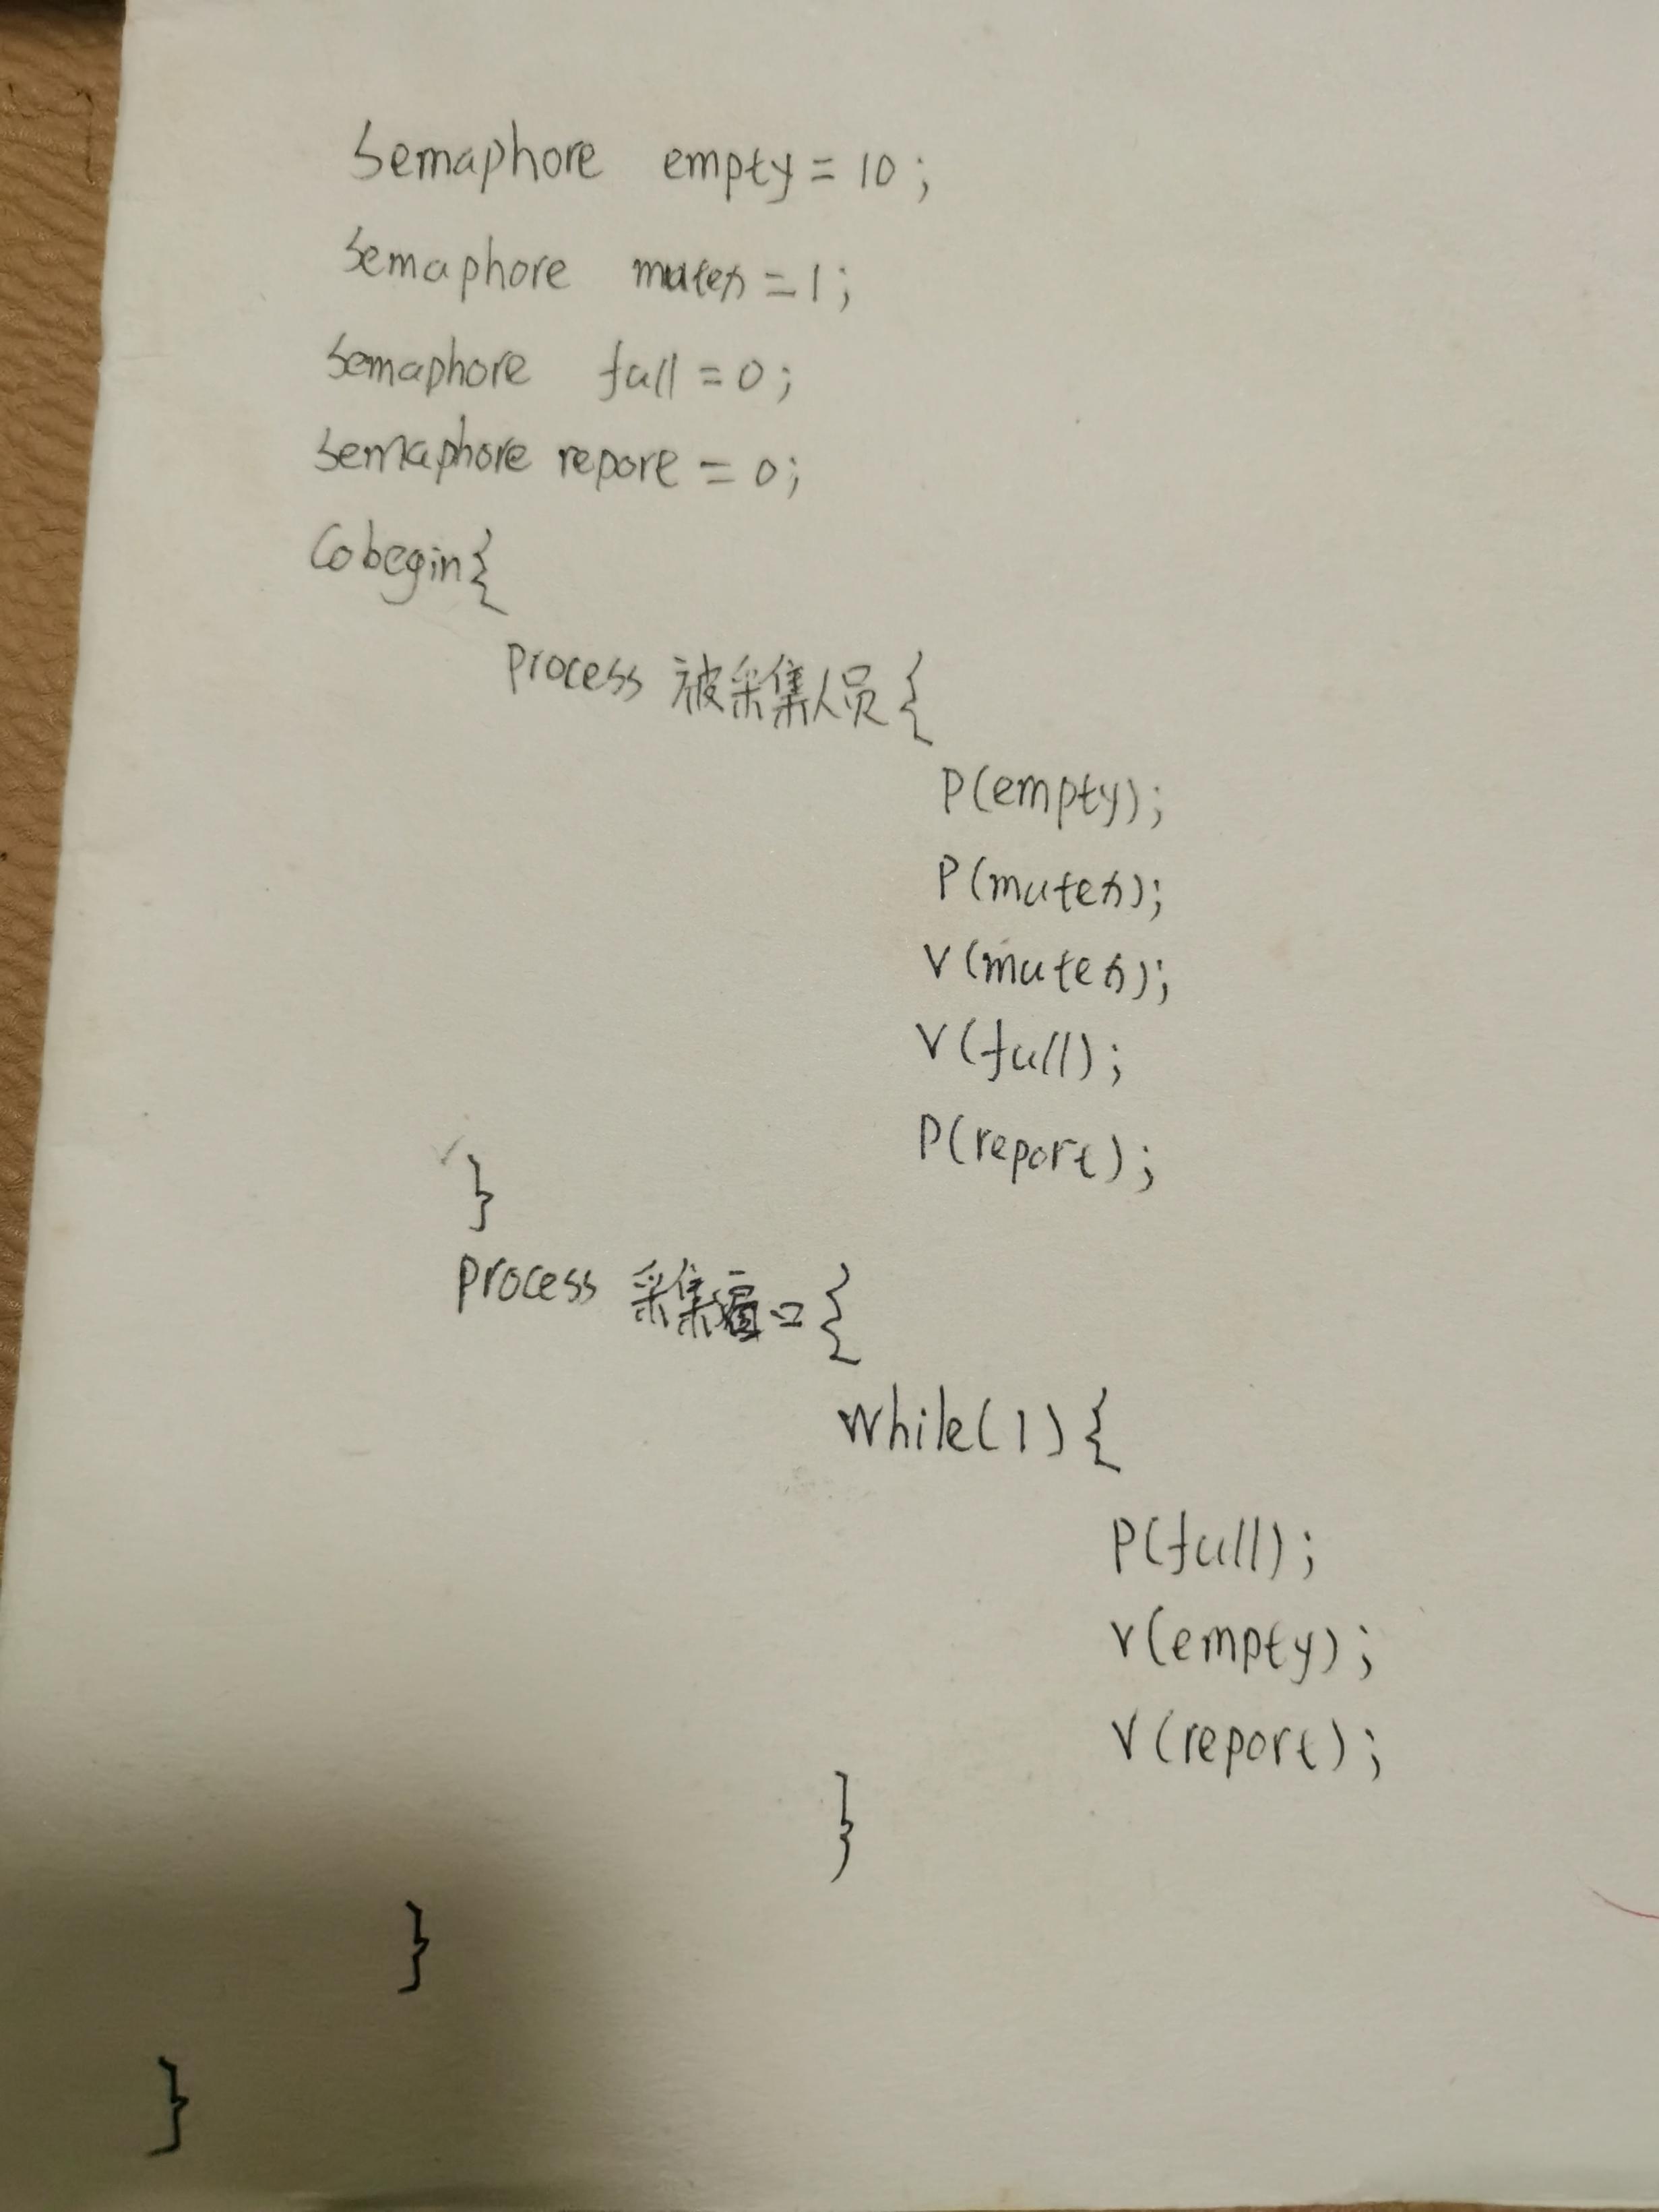 Semaphore empty = 10;
Semaphore mutex = 1;
Semaphore full = 0;
Semaphore report = 0;
Cobegin{
Process 被采集人员{
P(empty);
P(mutex);
V(mutex);
V(full);
P(report);
}
Process 采集窗口{
While(1){
P(full);
V(empty);
V(report);
}
}
}